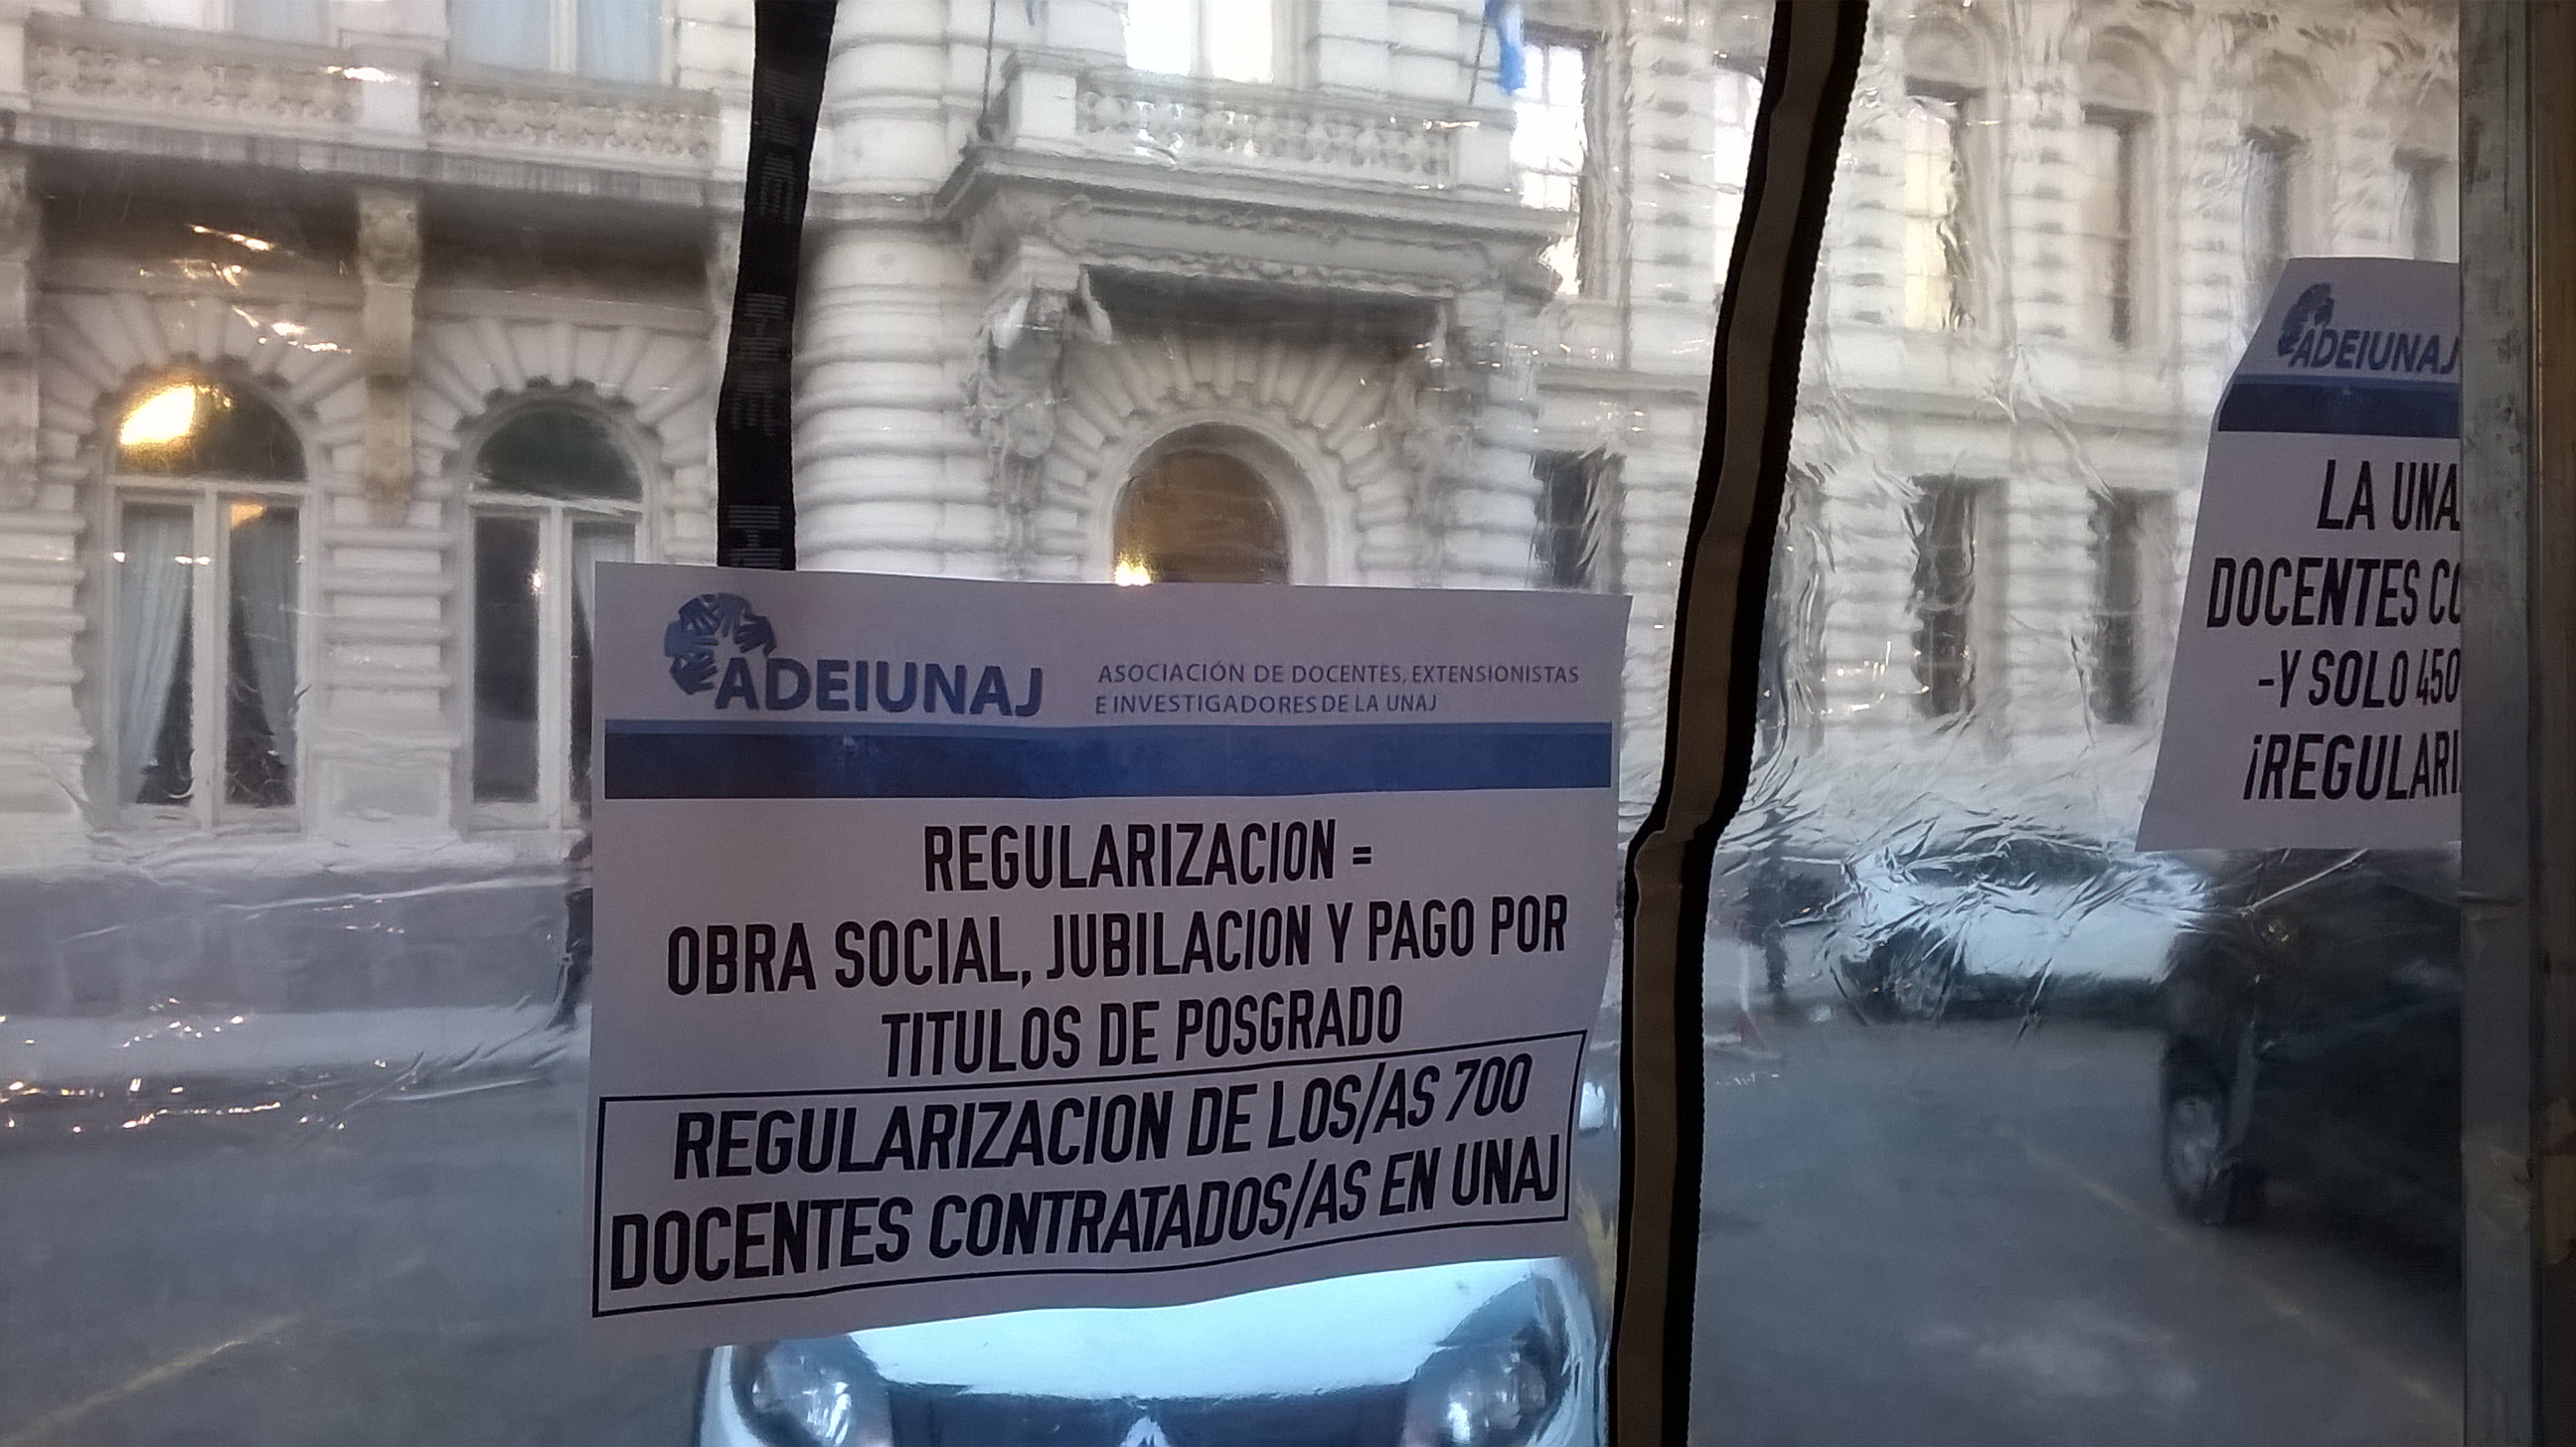 ADEIUNAJ
ASOCIACIÓN DE DOCENTES, EXTENSIONISTAS
E INVESTIGADORES DE LA UNAJ
REGULARIZACION =
OBRA SOCIAL, JUBILACION Y PAGO POR
TITULOS DE POSGRADO
REGULARIZACION DE LOS/AS 700
DOCENTES CONTRATADOS/AS EN UNAJ
ADEIUNAJ
LA UNA
DOCENTES CO
-Y SOLO 450
¡REGULARI